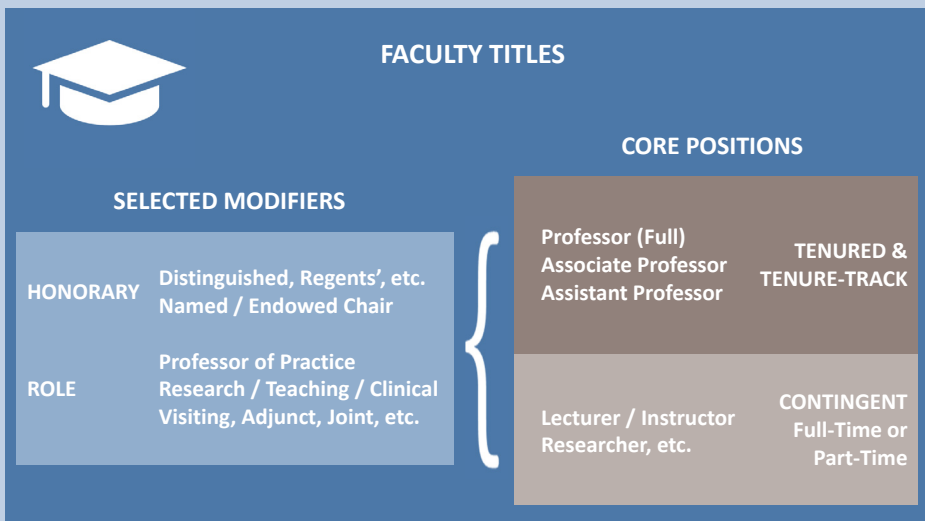 FACULTY TITLES
SELECTED MODIFIERS
HONORARY
Distinguished, Regents’, etc.
Named / Endowed Chair
ROLE
Professor of Practice
Research / Teaching / Clinical
Visiting, Adjunct, Joint, etc.
CORE POSITIONS
Professor (Full)
Associate Professor
Assistant Professor
TENURED &
TENURE-TRACK
Lecturer / Instructor
Researcher, etc.
CONTINGENT
Full-Time or
Part-Time